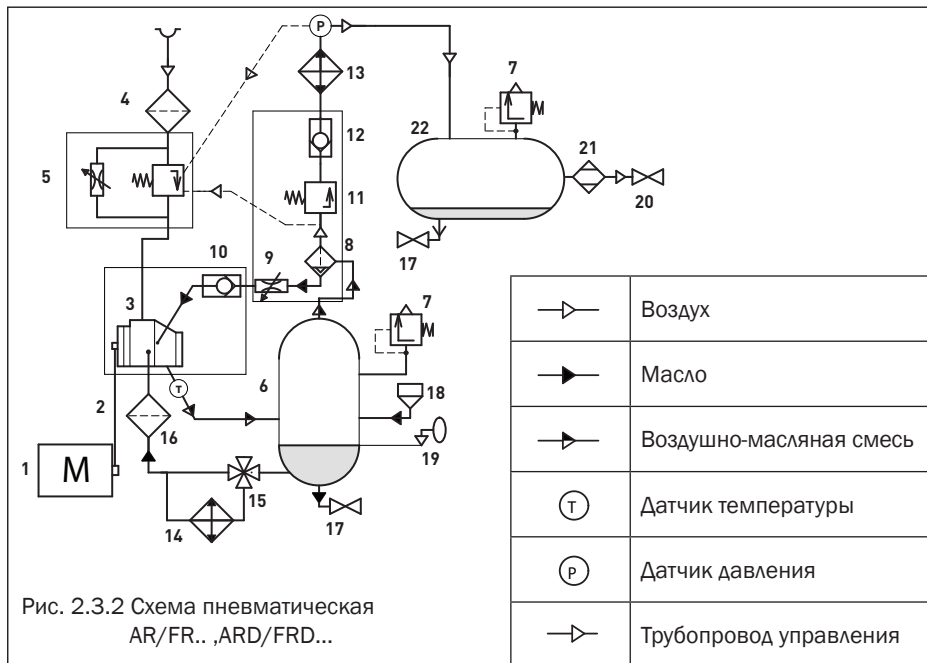 P
13
7
4
12
22
5
21
11
20
10
9
8
17
3
7
6
T
18
2
16
19
1
M
15
14
17
Воздух
Масло
Воздушно-масляная смесь
T
Датчик температуры
P
Датчик давления
Трубопровод управления
Рис. 2.3.2 Схема пневматическая
AR/FR.. ,ARD/FRD...